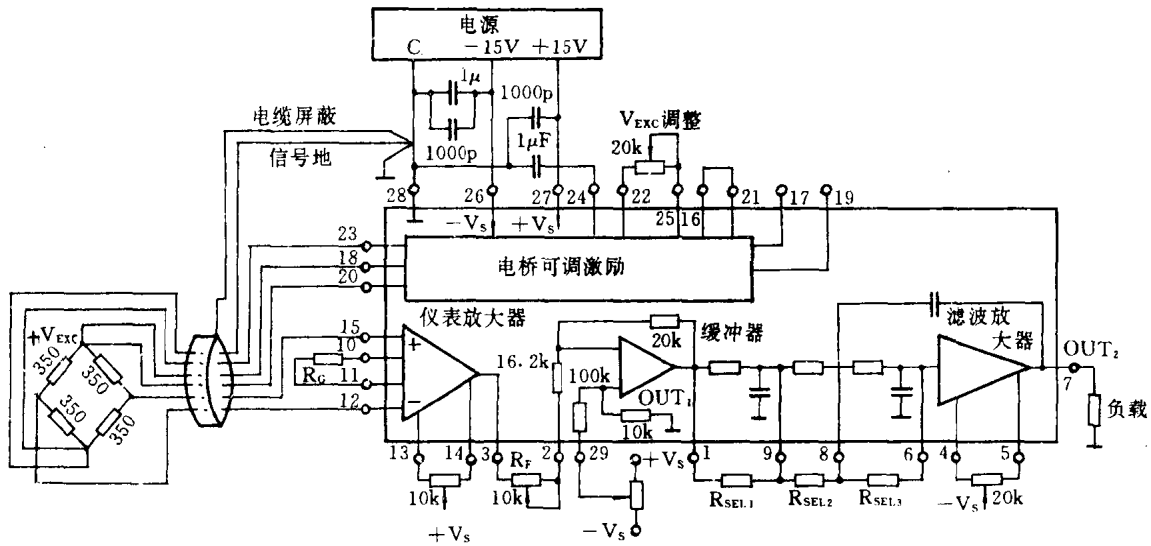 电源
C -15V +15V
1μ
1000p
1000p
1μF
电缆屏蔽
信号地
V_EXC调整
20k
28 26 27 24 22 25 16 21 17 19
-V_S +V_S
23
18
20
电桥可调激励
+V_EXC
350
350
350
350
15
10
11
12
R_G
仪表放大器
+
-
16.2k
20k
100k
10k
OUT_1
缓冲器
滤波放
大器
OUT_2
7
负载
13 14 3 2 29 1 9 8 6 4 5
10k
+V_S
R_F
10k
+V_S
-V_S
R_SEL1
R_SEL2
R_SEL3
-V_S
20k